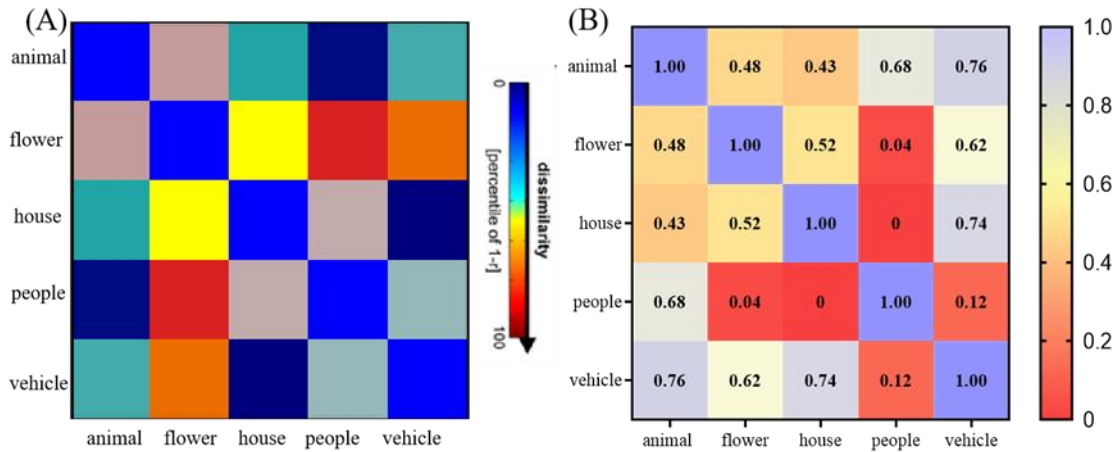 (A)
animal
flower
house
people
vehicle
animal flower house people vehicle
0
100
[percentile of 1-r]
dissimilarity
(B)
animal 1.00 0.48 0.43 0.68 0.76
flower 0.48 1.00 0.52 0.04 0.62
house 0.43 0.52 1.00 0 0.74
people 0.68 0.04 0 1.00 0.12
vehicle 0.76 0.62 0.74 0.12 1.00
animal flower house people vehicle
1.0
0.8
0.6
0.4
0.2
0